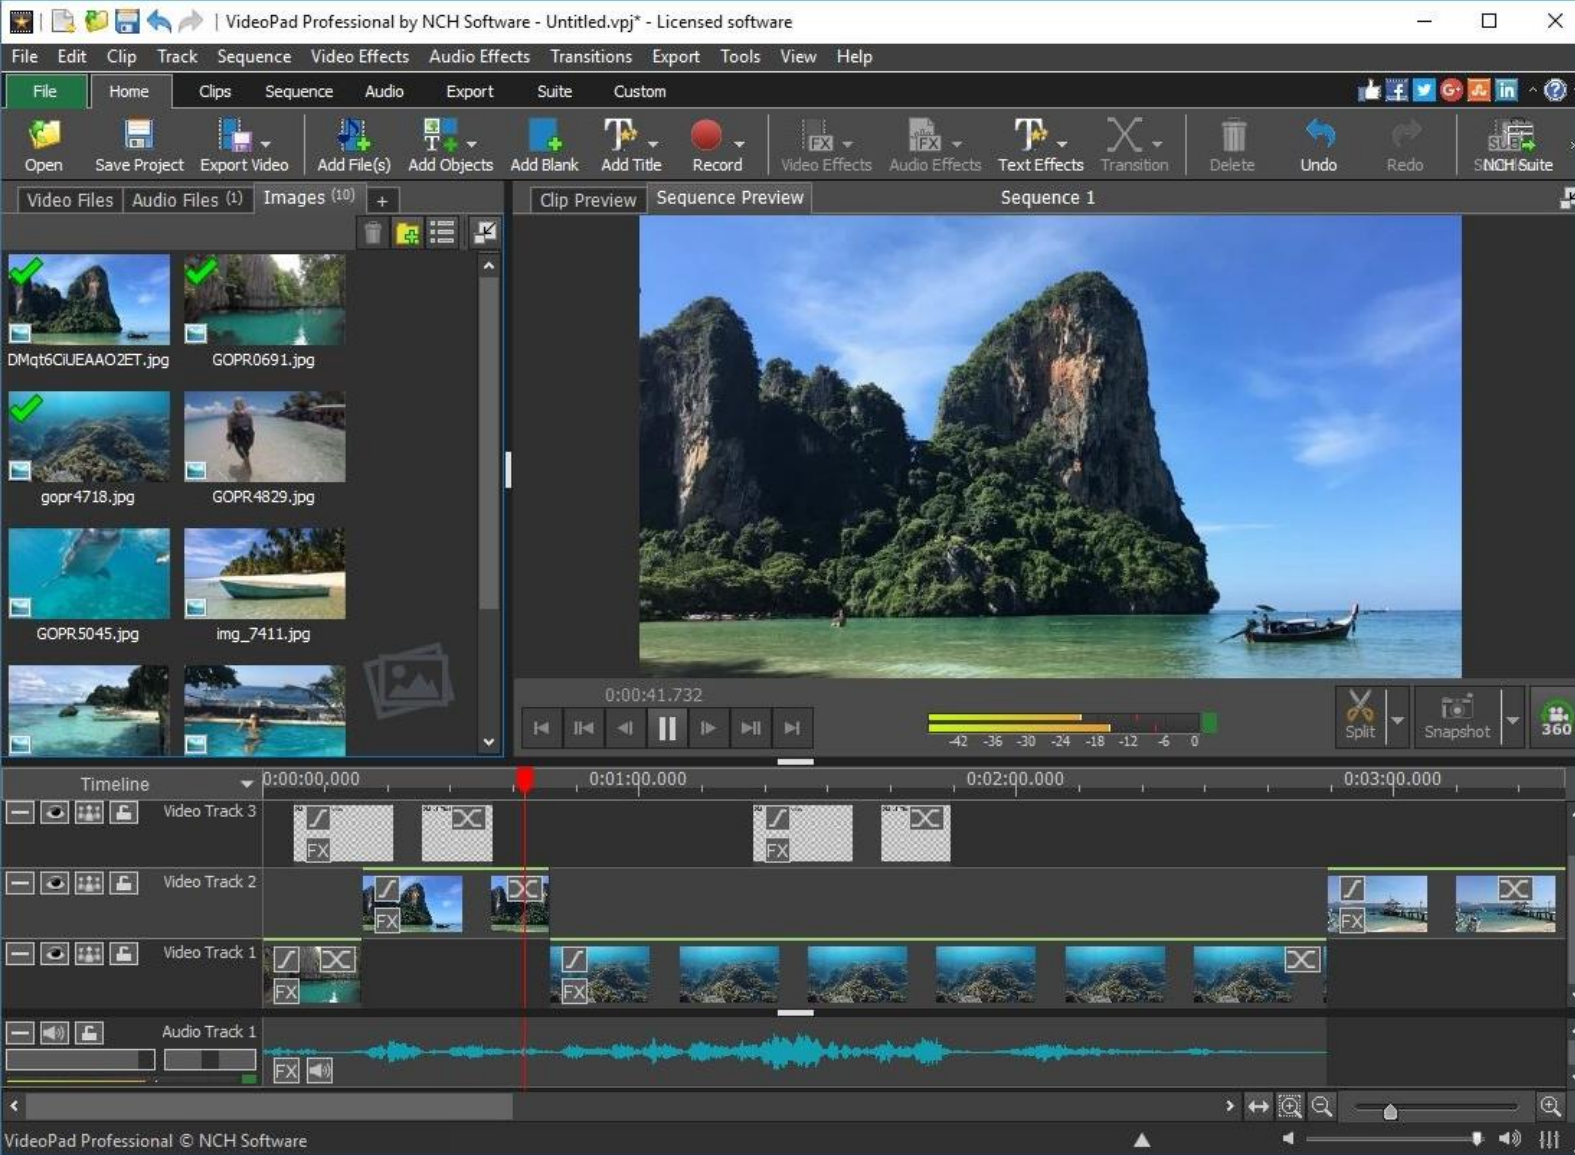 VideoPad Professional by NCH Software - Untitled.vpj* - Licensed software
File Edit Clip Track Sequence Video Effects Audio Effects Transitions Export Tools View Help
File Home Clips Sequence Audio Export Suite Custom
Open Save Project Export Video Add File(s) Add Objects Add Blank Add Title Record Video Effects Audio Effects Text Effects Transition Delete Undo Redo NCH Suite
Video Files Audio Files (1) Images (10) +
Clip Preview Sequence Preview Sequence 1
DMqt6CiUEAAO2ET.jpg GOPR0691.jpg
gopr4718.jpg GOPR4829.jpg
GOPR5045.jpg img_7411.jpg
0:00:41.732
-42 -36 -30 -24 -18 -12 -6 0
Split Snapshot 360
Timeline 0:00:00.000 0:01:00.000 0:02:00.000 0:03:00.000
Video Track 3
FX FX
Video Track 2
FX FX
Video Track 1
FX FX
Audio Track 1
FX
VideoPad Professional © NCH Software